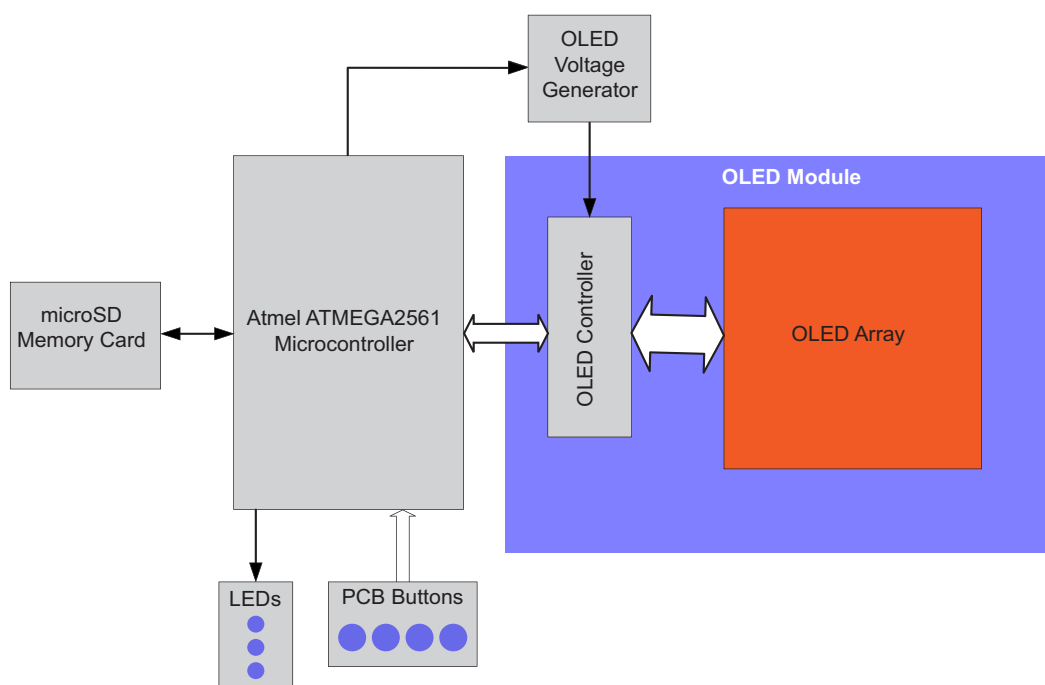 OLED
Voltage
Generator
OLED Module
microSD
Memory Card
Atmel ATMEGA2561
Microcontroller
OLED Controller
OLED Array
LEDs
PCB Buttons